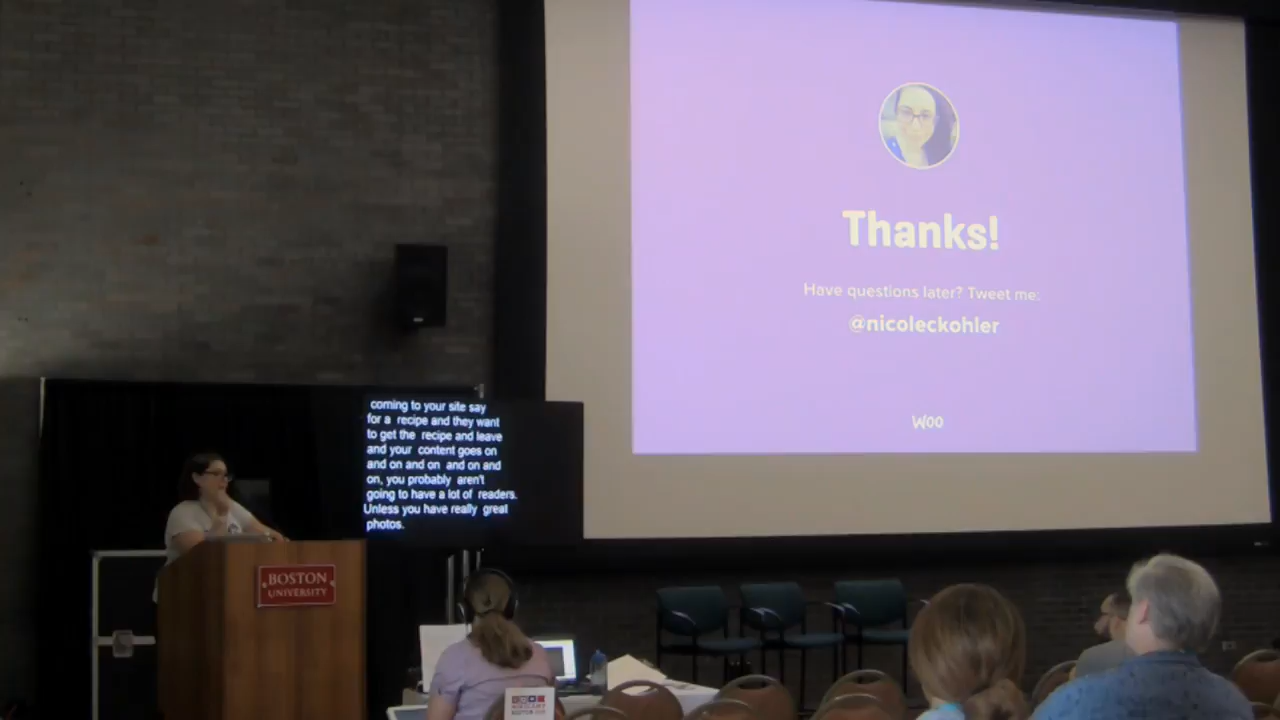 Thanks!
Have questions later? Tweet me:
@nicoleckohler
WOO
coming to your site say
for a recipe and they want
to get the recipe and leave
and your content goes on
and on and on and on and
on, you probably aren't
going to have a lot of readers.
Unless you have really great
photos.
BOSTON
UNIVERSITY